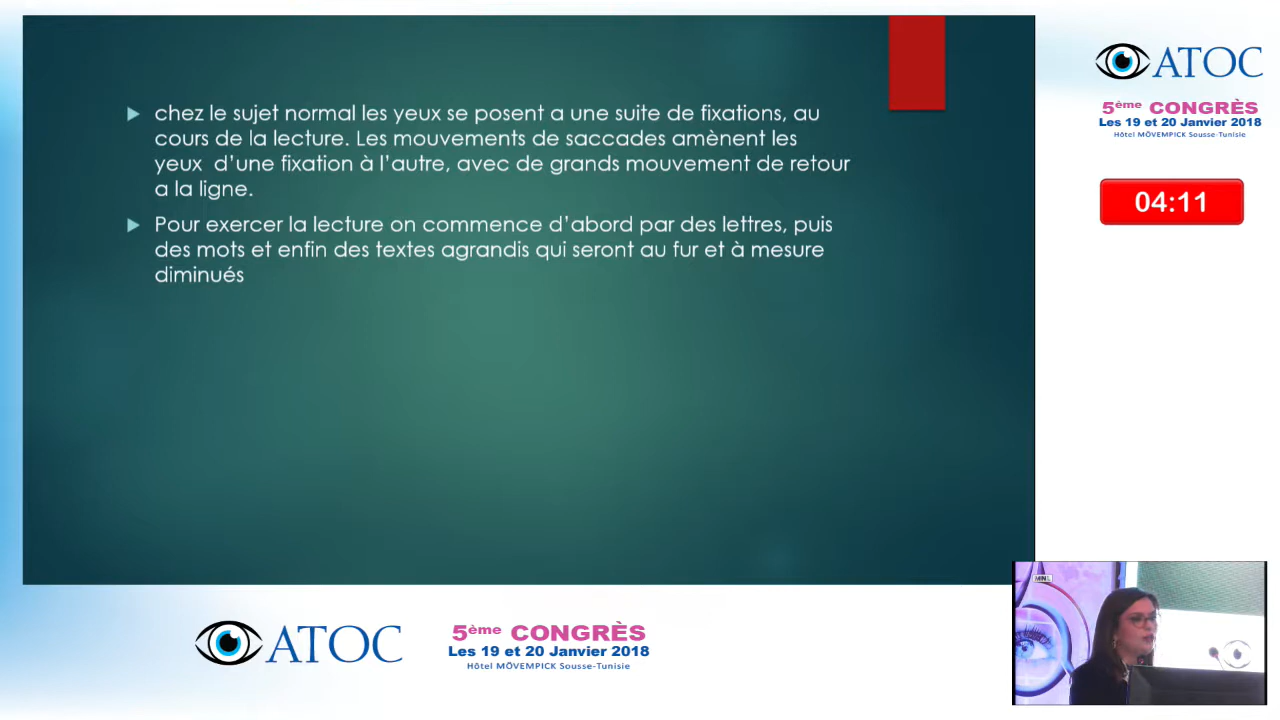 chez le sujet normal les yeux se posent a une suite de fixations, au
cours de la lecture. Les mouvements de saccades amènent les
yeux d’une fixation à l’autre, avec de grands mouvement de retour
a la ligne.
Pour exercer la lecture on commence d’abord par des lettres, puis
des mots et enfin des textes agrandis qui seront au fur et à mesure
diminués
ATOC
5ème CONGRÈS
Les 19 et 20 Janvier 2018
Hôtel MÖVEMPICK Sousse-Tunisie
04:11
MNL
ATOC
5ème CONGRÈS
Les 19 et 20 Janvier 2018
Hôtel MÖVEMPICK Sousse-Tunisie